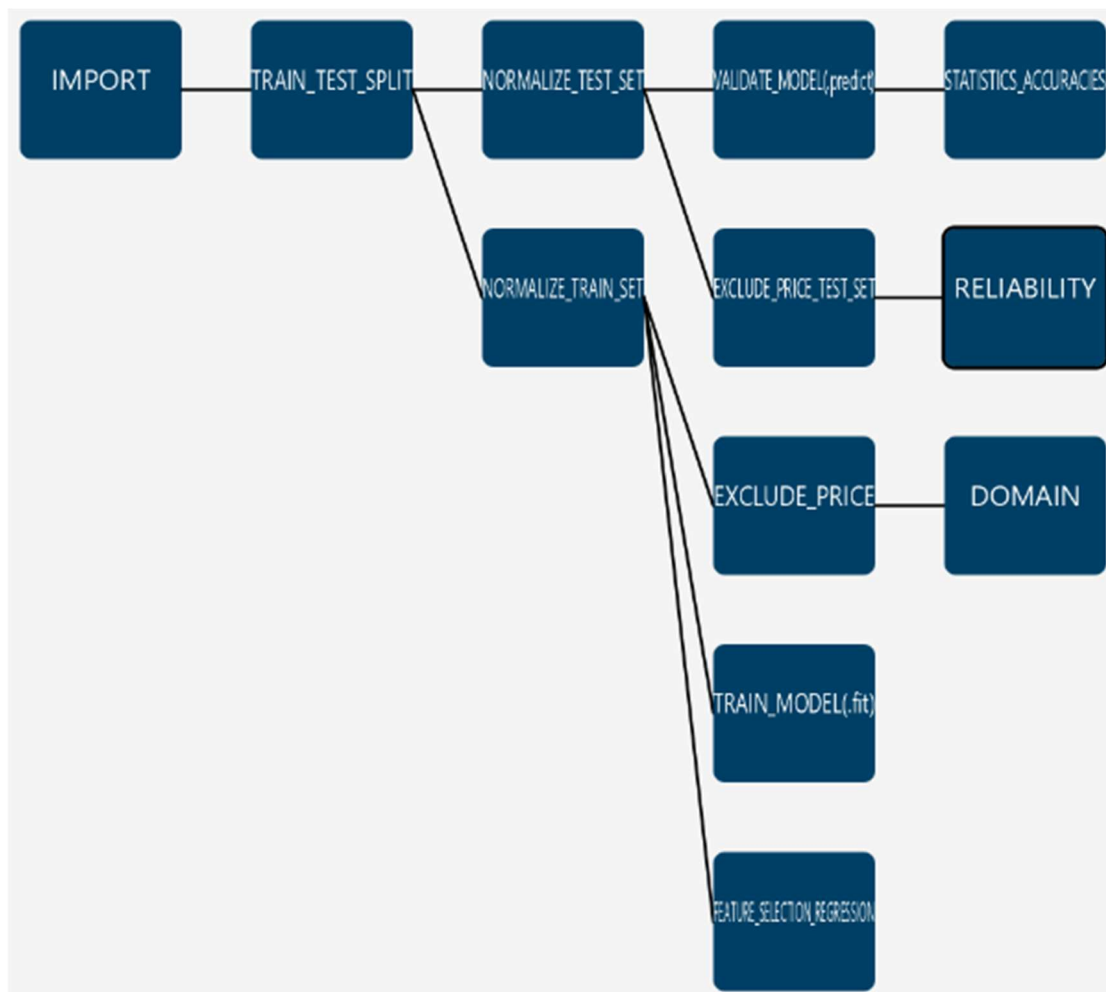 IMPORT
TRAIN_TEST_SPLIT
NORMALIZE_TEST_SET
VALIDATE_MODEL(.predict)
STATISTICS_ACCURACIES
NORMALIZE_TRAIN_SET
EXCLUDE_PRICE_TEST_SET
RELIABILITY
EXCLUDE_PRICE
DOMAIN
TRAIN_MODEL(.fit)
FEATURE_SELECTION_REGRESSION